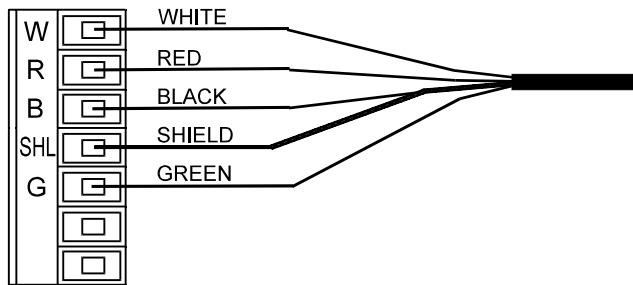 W WHITE
R RED
B BLACK
SHL SHIELD
G GREEN